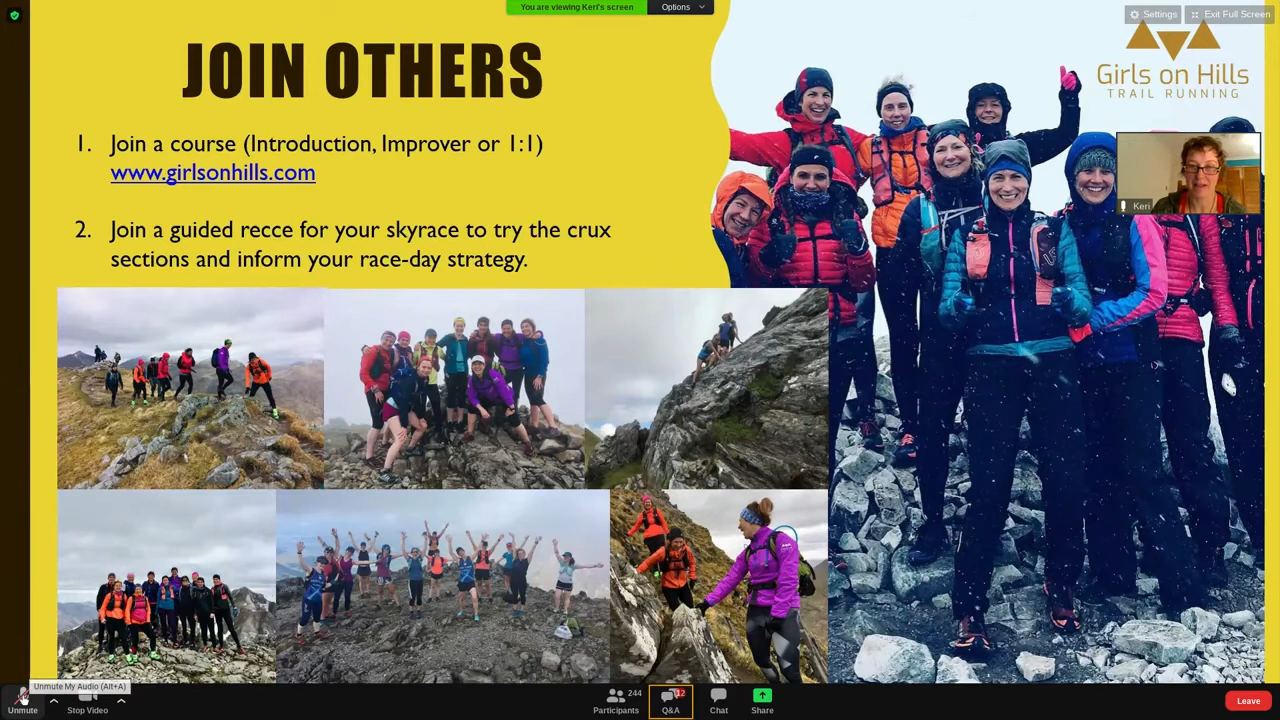 You are viewing Keri's screen
Options
Settings
Exit Full Screen
JOIN OTHERS
Girls on Hills
TRAIL RUNNING
1. Join a course (Introduction, Improver or 1:1)
www.girlsonhills.com
2. Join a guided recce for your skyrace to try the crux
sections and inform your race-day strategy.
Keri
Unmute My Audio (Alt+A)
Unmute
Stop Video
244
Participants
12
Q&A
Chat
Share
Leave